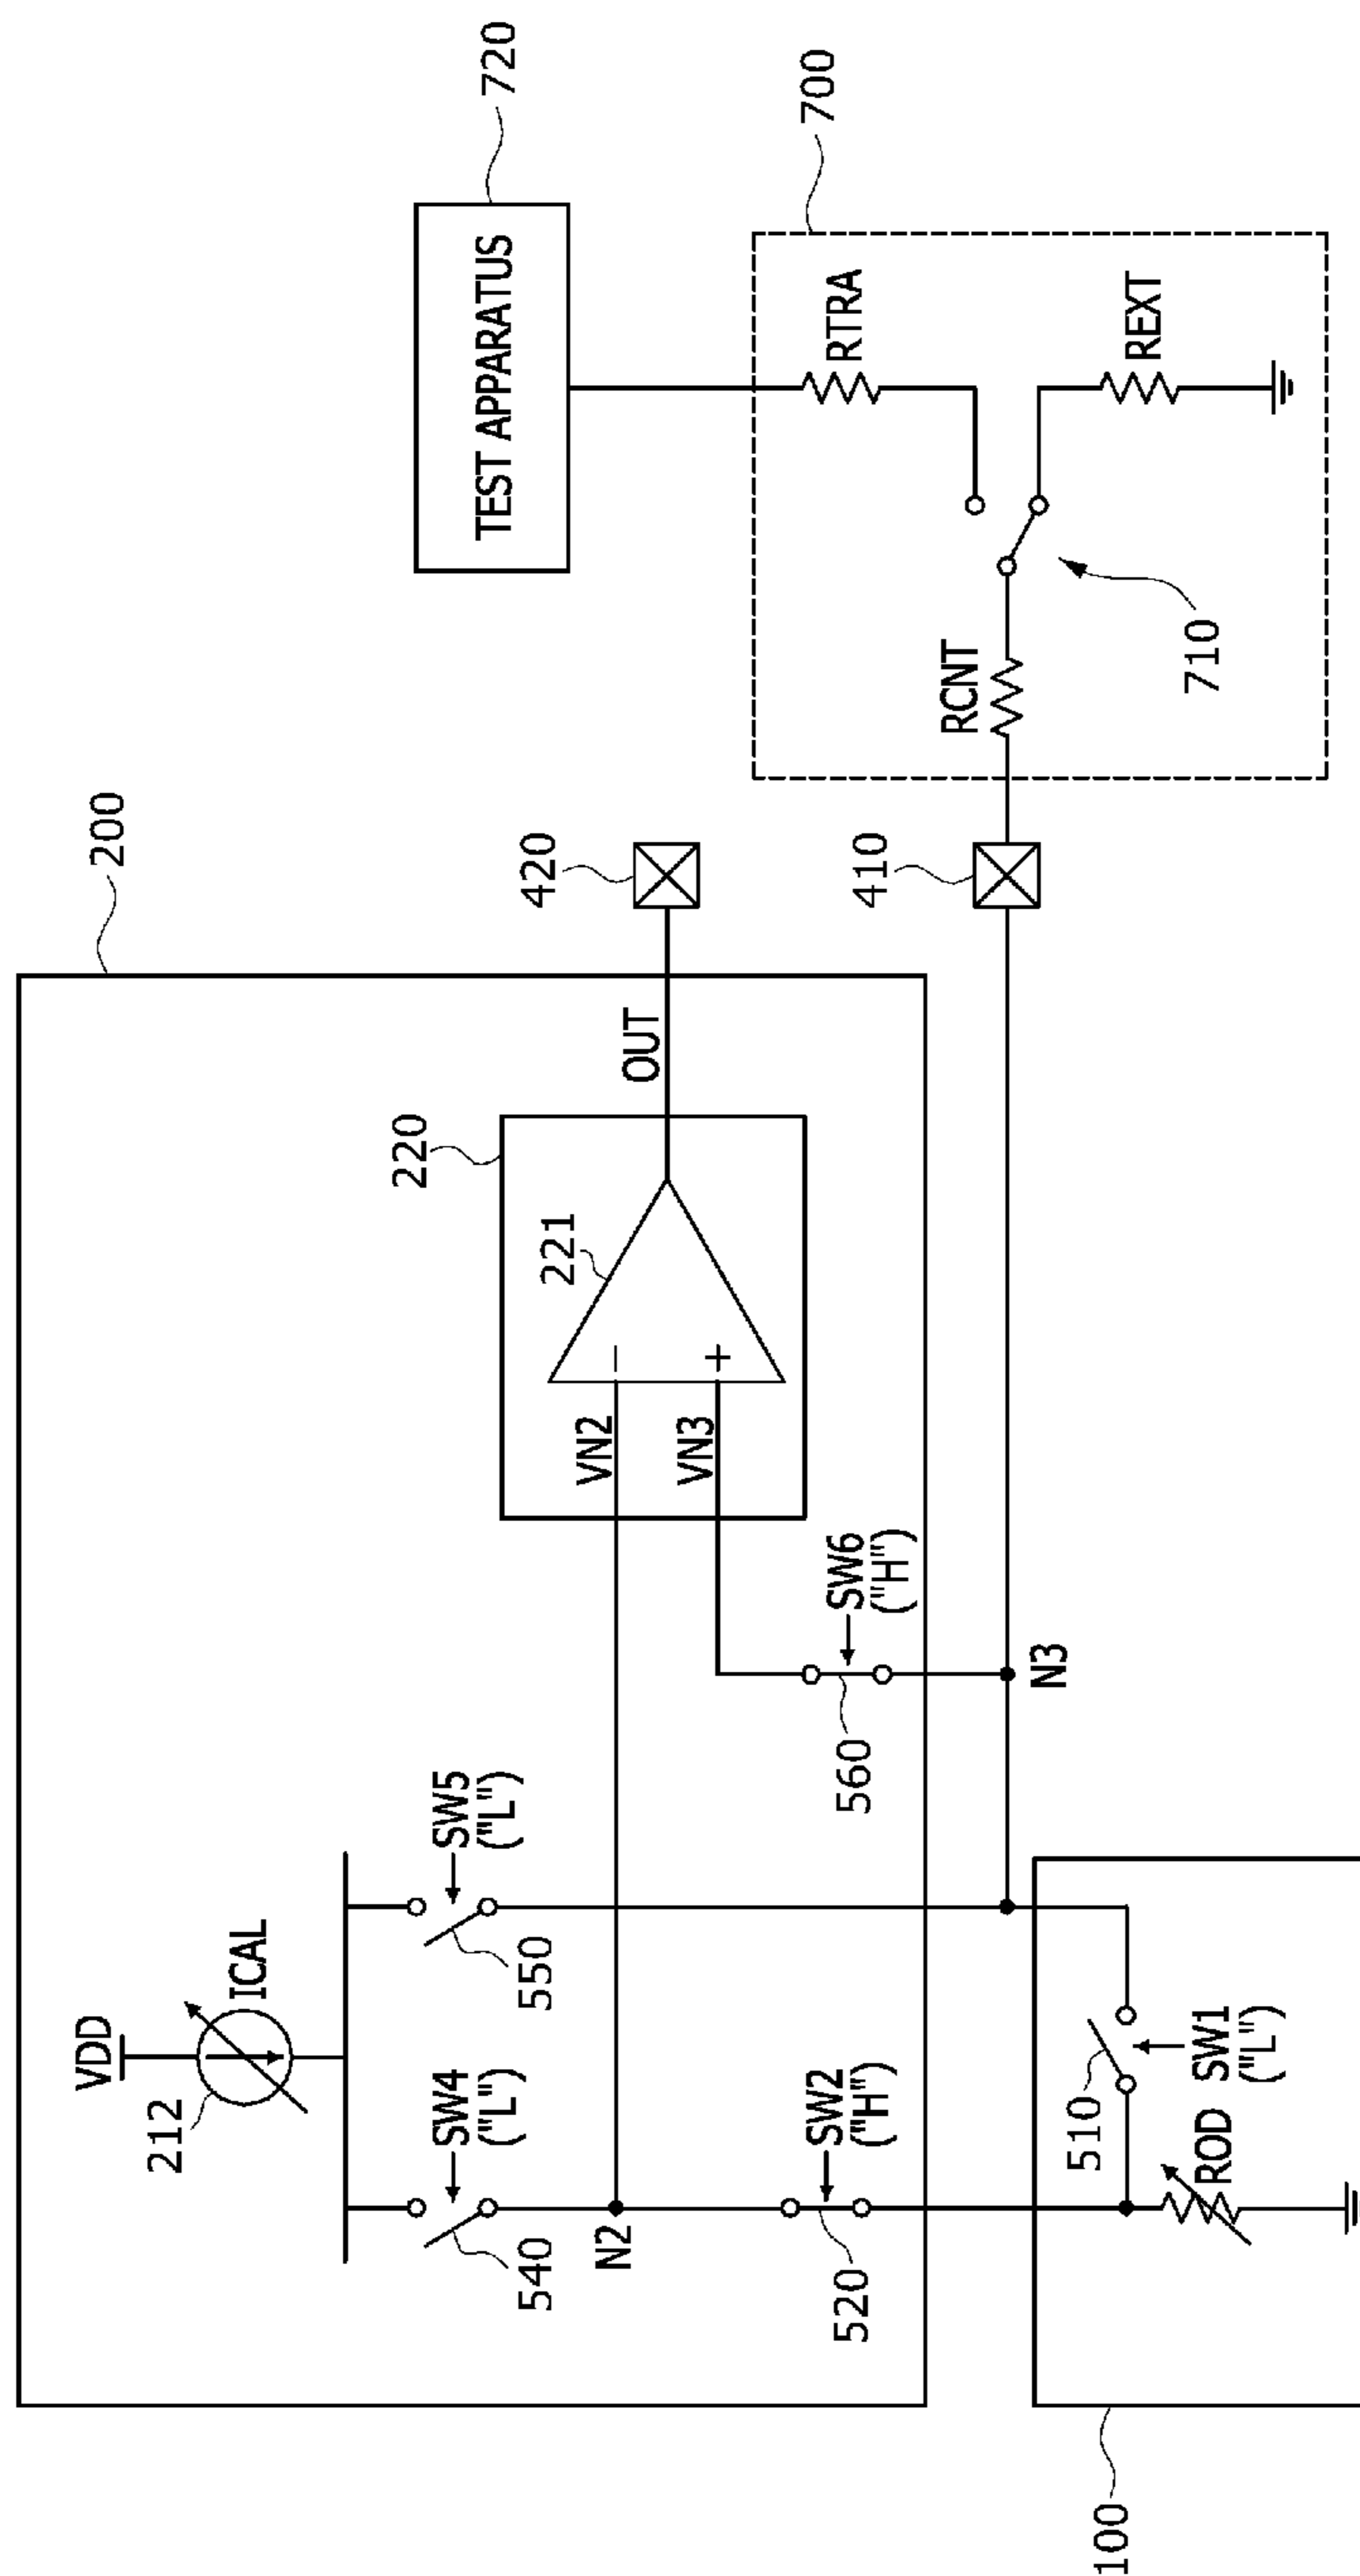 200
VDD
212
ICAL
SW4
("L")
540
SW5
("L")
550
N2
SW2
("H")
520
220
221
VN2
−
VN3
+
OUT
SW6
("H")
560
N3
420
410
100
510
SW1
("L")
ROD
TEST APPARATUS
720
700
RTRA
RCNT
REXT
710